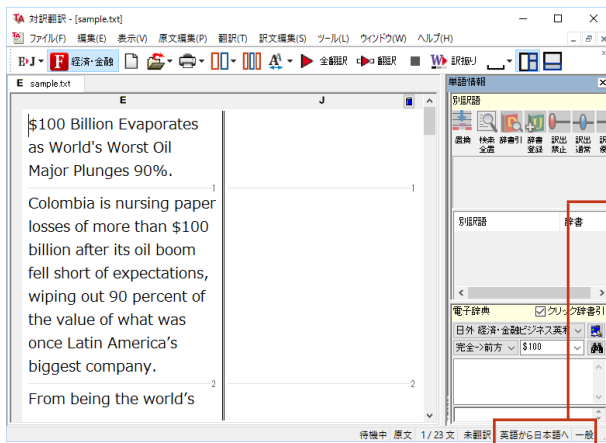 対訳翻訳 - [sample.txt]
ファイル(F) 編集(E) 表示(V) 原文編集(P) 翻訳(T) 訳文編集(S) ツール(L) ウィンドウ(W) ヘルプ(H)
E▶J F 経済・金融 全翻訳 翻訳 W 訳振り
E sample.txt
単語情報
E J
別訳語
$100 Billion Evaporates
as World's Worst Oil
Major Plunges 90%.
1 1
置換 検索全置 辞書引 辞書登録 訳出禁止 訳出通常
Colombia is nursing paper
losses of more than $100
billion after its oil boom
fell short of expectations,
wiping out 90 percent of
the value of what was
once Latin America's
biggest company.
2 2
From being the world's
別訳語 辞書
電子辞典 クリック辞書引
日外 経済・金融ビジネス英和
完全->前方 $100
待機中 原文 1 / 23 文 未翻訳 英語から日本語へ 一般